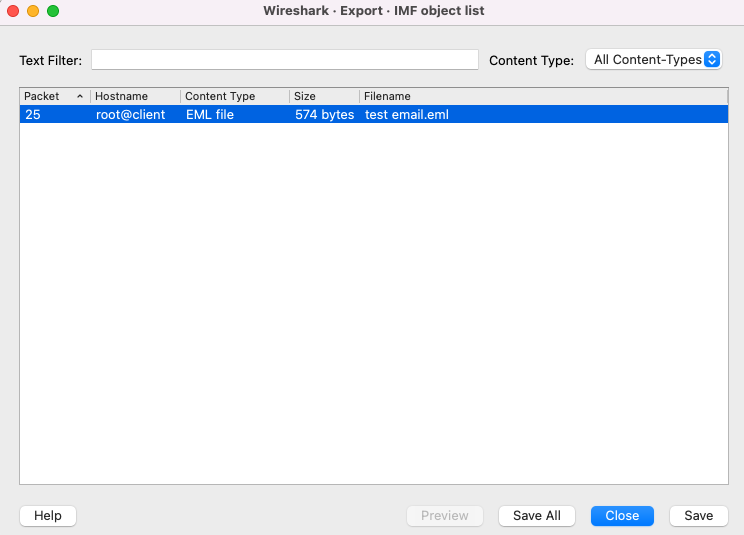 Wireshark · Export · IMF object list
Text Filter: Content Type: All Content-Types
Packet Hostname Content Type Size Filename
25 root@client EML file 574 bytes test email.eml
Help Preview Save All Close Save